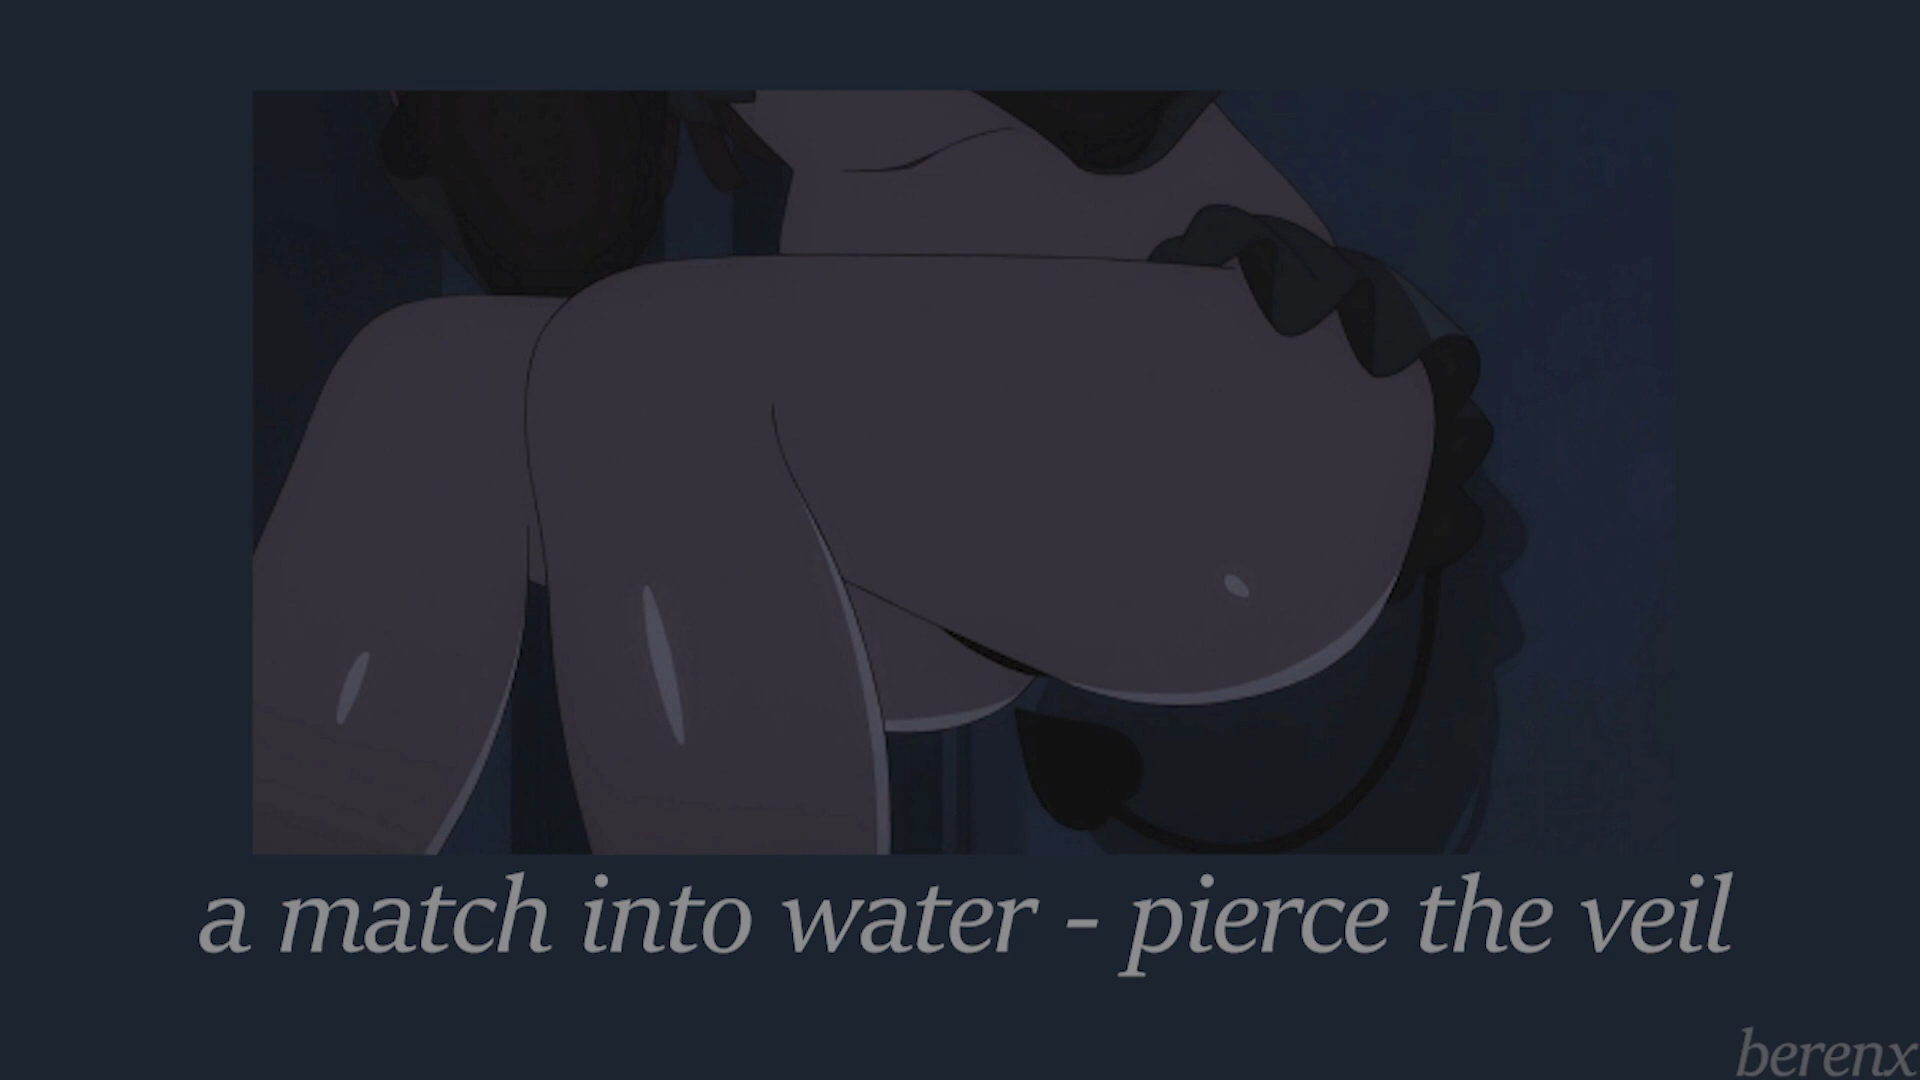 a match into water - pierce the veil
berenx